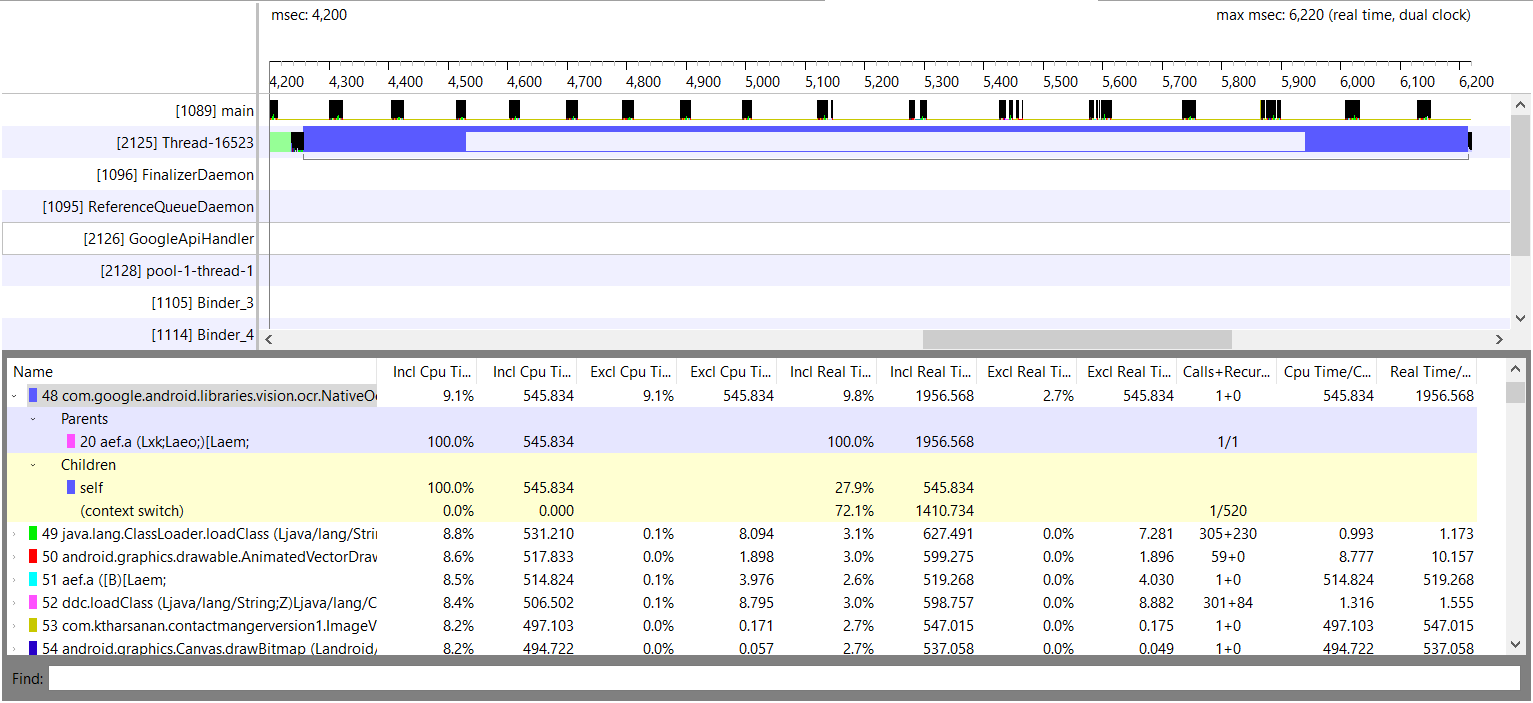 msec: 4,200 max msec: 6,220 (real time, dual clock)
4,200 4,300 4,400 4,500 4,600 4,700 4,800 4,900 5,000 5,100 5,200 5,300 5,400 5,500 5,600 5,700 5,800 5,900 6,000 6,100 6,200
[1089] main
[2125] Thread-16523
[1096] FinalizerDaemon
[1095] ReferenceQueueDaemon
[2126] GoogleApiHandler
[2128] pool-1-thread-1
[1105] Binder_3
[1114] Binder_4
Name Incl Cpu Ti... Incl Cpu Ti... Excl Cpu Ti... Excl Cpu Ti... Incl Real Ti... Incl Real Ti... Excl Real Ti... Excl Real Ti... Calls+Recur... Cpu Time/C... Real Time/...
48 com.google.android.libraries.vision.ocr.NativeO 9.1% 545.834 9.1% 545.834 9.8% 1956.568 2.7% 545.834 1+0 545.834 1956.568
Parents
20 aef.a (Lxk;Laeo;)[Laem; 100.0% 545.834 100.0% 1956.568 1/1
Children
self 100.0% 545.834 27.9% 545.834
(context switch) 0.0% 0.000 72.1% 1410.734 1/520
49 java.lang.ClassLoader.loadClass (Ljava/lang/Stri 8.8% 531.210 0.1% 8.094 3.1% 627.491 0.0% 7.281 305+230 0.993 1.173
50 android.graphics.drawable.AnimatedVectorDraw 8.6% 517.833 0.0% 1.898 3.0% 599.275 0.0% 1.896 59+0 8.777 10.157
51 aef.a ([B)[Laem; 8.5% 514.824 0.1% 3.976 2.6% 519.268 0.0% 4.030 1+0 514.824 519.268
52 ddc.loadClass (Ljava/lang/String;Z)Ljava/lang/C 8.4% 506.502 0.1% 8.795 3.0% 598.757 0.0% 8.882 301+84 1.316 1.555
53 com.ktharsanan.contactmangerversion1.ImageV 8.2% 497.103 0.0% 0.171 2.7% 547.015 0.0% 0.175 1+0 497.103 547.015
54 android.graphics.Canvas.drawBitmap (Landroid/ 8.2% 494.722 0.0% 0.057 2.7% 537.058 0.0% 0.049 1+0 494.722 537.058
Find: